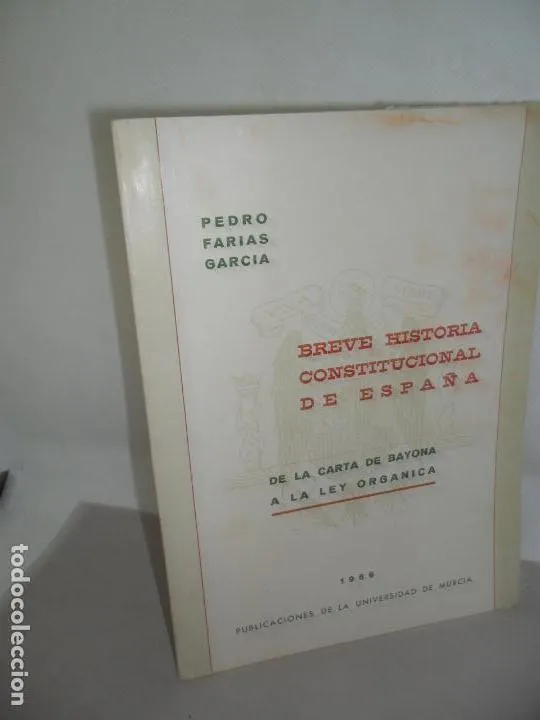 PEDRO
FARIAS
GARCIA
BREVE HISTORIA
CONSTITUCIONAL
DE ESPAÑA
DE LA CARTA DE BAYONA
A LA LEY ORGANICA
1969
PUBLICACIONES DE LA UNIVERSIDAD DE MURCIA
todocoleccion